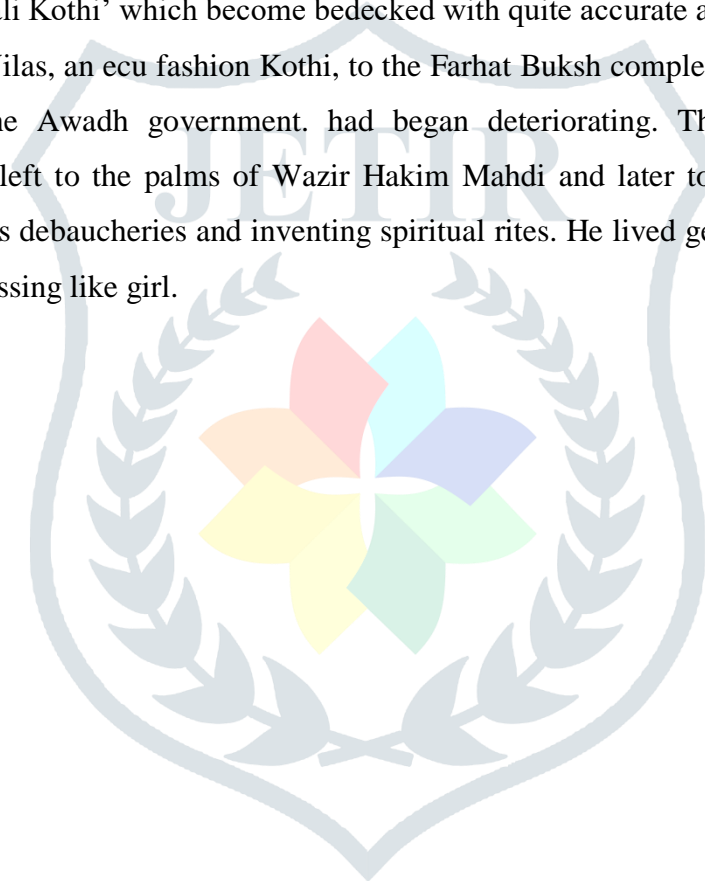 li Kothi’ which become bedecked with quite accurate a
ilas, an ecu fashion Kothi, to the Farhat Buksh comple
ne Awadh government. had began deteriorating. Th
left to the palms of Wazir Hakim Mahdi and later to
s debaucheries and inventing spiritual rites. He lived ge
ssing like girl.
JETIR